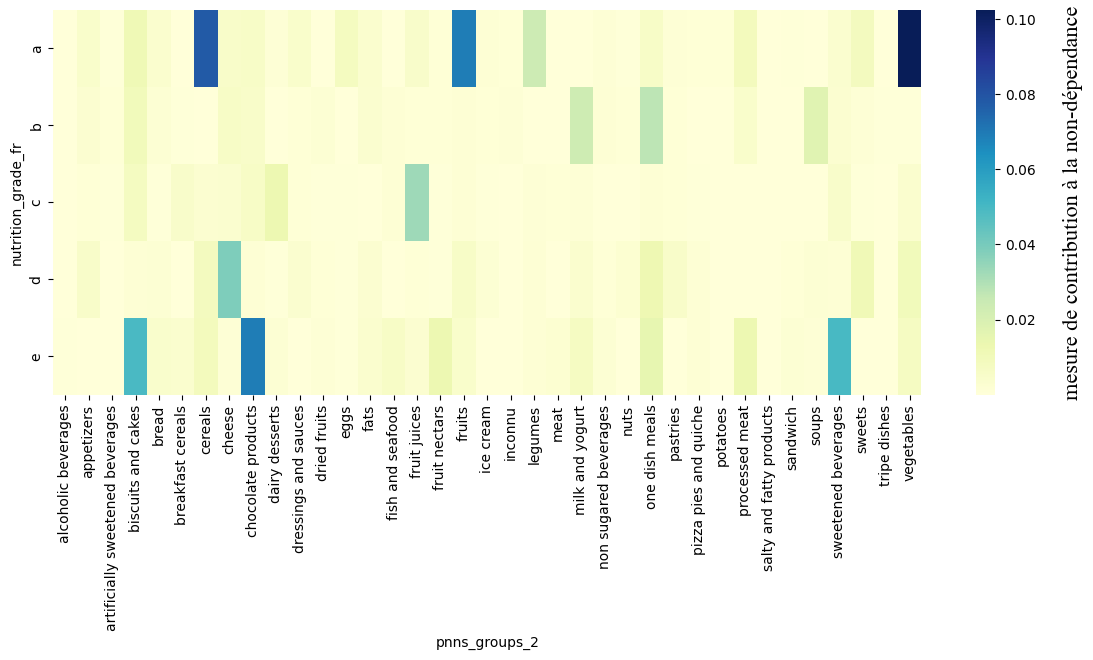 nutrition_grade_fr
a
b
c
d
e
alcoholic beverages
appetizers
artificially sweetened beverages
biscuits and cakes
bread
breakfast cereals
cereals
cheese
chocolate products
dairy desserts
dressings and sauces
dried fruits
eggs
fats
fish and seafood
fruit juices
fruit nectars
fruits
ice cream
inconnu
legumes
meat
milk and yogurt
non sugared beverages
nuts
one dish meals
pastries
pizza pies and quiche
potatoes
processed meat
salty and fatty products
sandwich
soups
sweetened beverages
sweets
tripe dishes
vegetables
pnns_groups_2
0.10
0.08
0.06
0.04
0.02
mesure de contribution à la non-dépendance